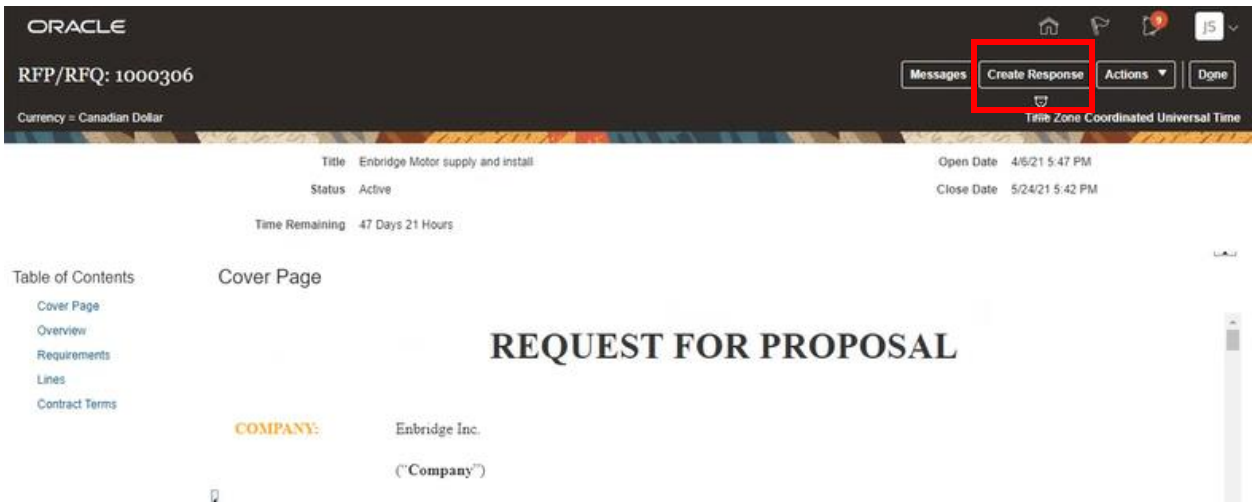 ORACLE
9
JS
RFP/RFQ: 1000306
Messages
Create Response
Actions
Done
Currency = Canadian Dollar
Time Zone Coordinated Universal Time
Title Enbridge Motor supply and install
Open Date 4/6/21 5:47 PM
Status Active
Close Date 5/24/21 5:42 PM
Time Remaining 47 Days 21 Hours
Table of Contents
Cover Page
Cover Page
Overview
REQUEST FOR PROPOSAL
Requirements
Lines
Contract Terms
COMPANY: Enbridge Inc.
("Company")